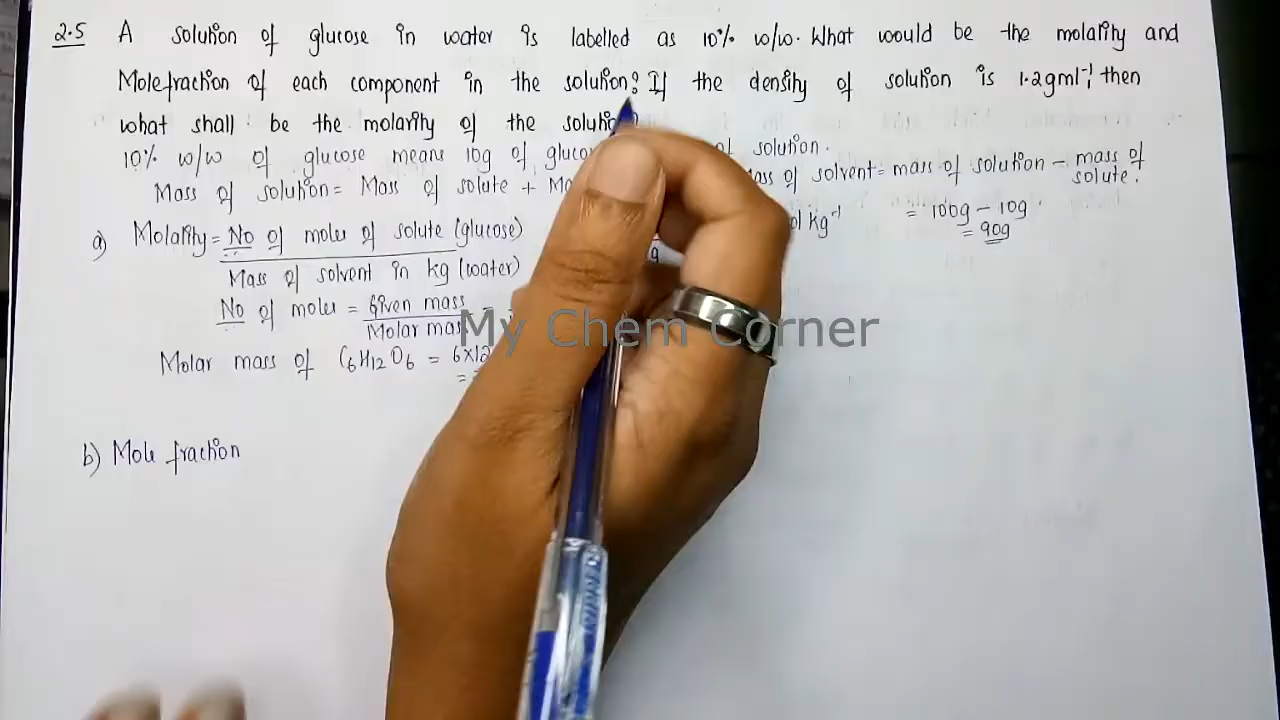 2.5 A solution of glucose in water is labelled as 10% w/w. What would be the molality and
Mole fraction of each component in the solution? If the density of solution is 1.2gml⁻¹, then
what shall be the molarity of the solution?
10% w/w of glucose means 10g of of solution.
Mass of solution = Mass of solute + of solvent = mass of solution - mass of solute.
a) Molality = No of moles of solute (glucose) kg⁻¹ = 100g - 10g
Mass of solvent in kg (water) = 90g
No of moles = Given mass
Molar mass
My Chem Corner
Molar mass of C₆H₁₂O₆ = 6×12
b) Mole fraction